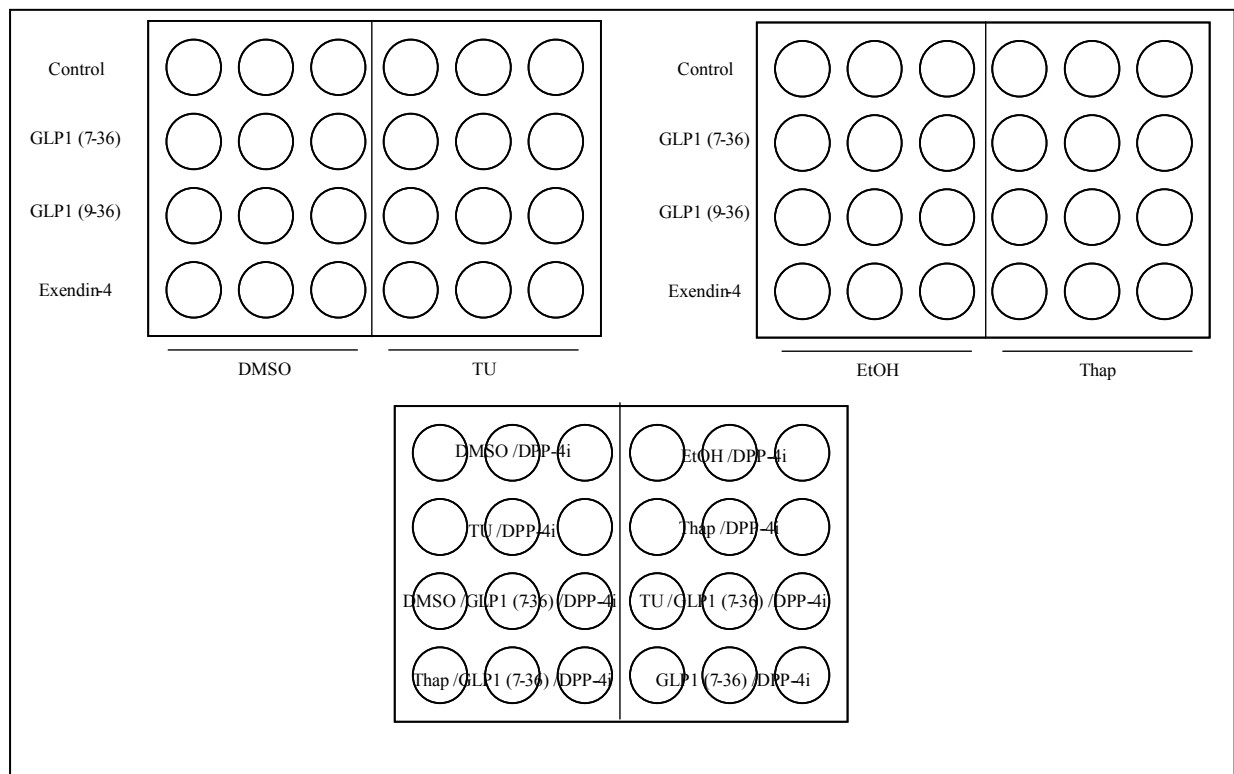 Control
GLP1 (7-36)
GLP1 (9-36)
Exendin-4
DMSO TU
Control
GLP1 (7-36)
GLP1 (9-36)
Exendin-4
EtOH Thap
DMSO /DPP-4i EtOH /DPP-4i
TU /DPP-4i Thap /DPP-4i
DMSO /GLP1 (7-36) /DPP-4i TU /GLP1 (7-36) /DPP-4i
Thap /GLP1 (7-36) /DPP-4i GLP1 (7-36) /DPP-4i